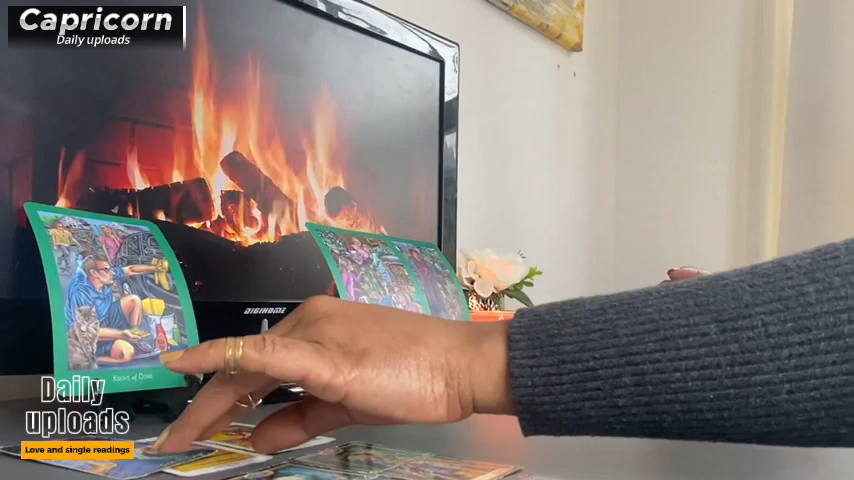 Capricorn
Daily uploads
DIGIHOME
Daily
uploads
Love and single readings